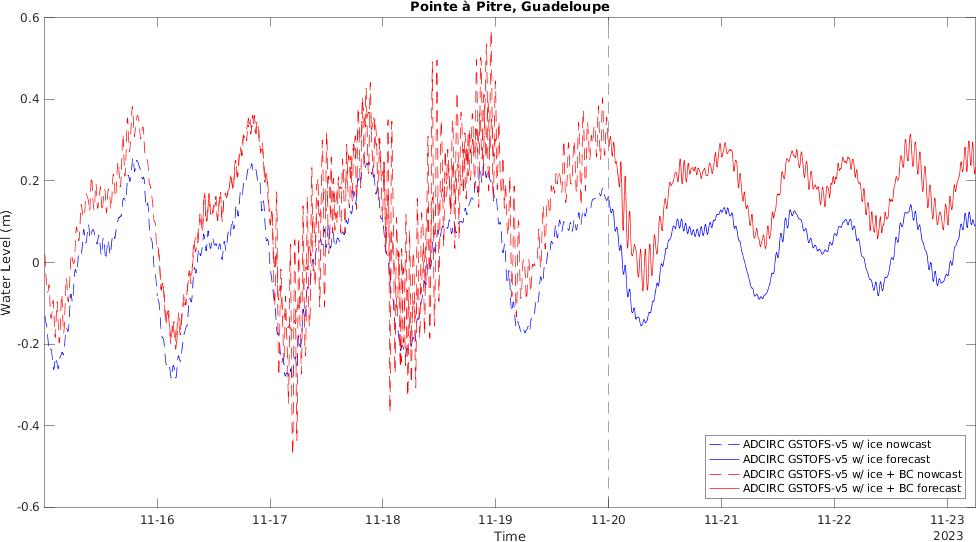 Pointe à Pitre, Guadeloupe
0.6
0.4
0.2
0
-0.2
-0.4
-0.6
Water Level (m)
11-16
11-17
11-18
11-19
11-20
11-21
11-22
11-23
2023
Time
ADCIRC GSTOFS-v5 w/ ice nowcast
ADCIRC GSTOFS-v5 w/ ice forecast
ADCIRC GSTOFS-v5 w/ ice + BC nowcast
ADCIRC GSTOFS-v5 w/ ice + BC forecast